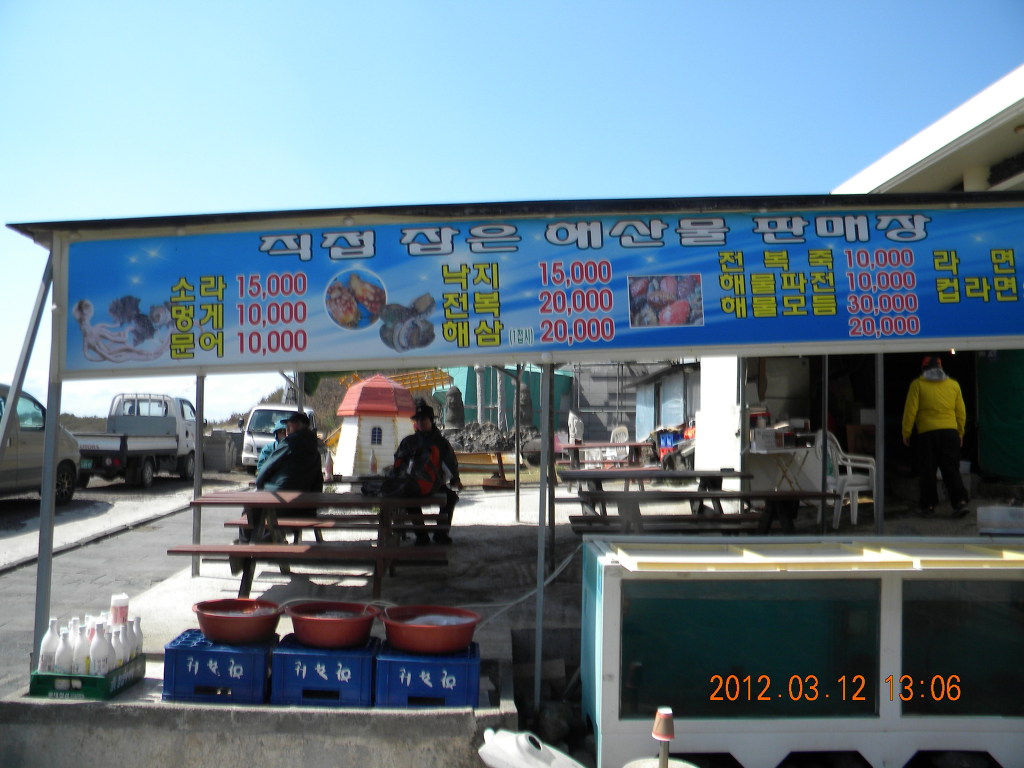 직접 잡은 해산물 판매장
소라 15,000
멍게 10,000
문어 10,000
낙지 15,000
전복 20,000
해삼 (1접시) 20,000
전복죽 10,000
해물파전 10,000
해물모듬 30,000
20,000
라면
컵라면
2012.03.12 13:06